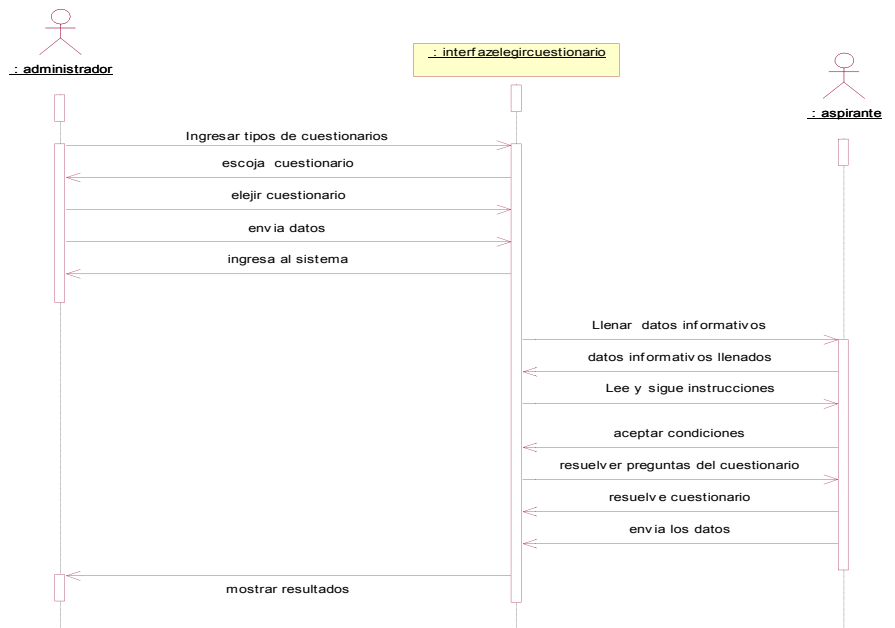 : administrador
: interfazelegircuestionario
: aspirante
Ingresar tipos de cuestionarios
escoja cuestionario
elejir cuestionario
envia datos
ingresa al sistema
Llenar datos informativos
datos informativos llenados
Lee y sigue instrucciones
aceptar condiciones
resuelver preguntas del cuestionario
resuelve cuestionario
envia los datos
mostrar resultados